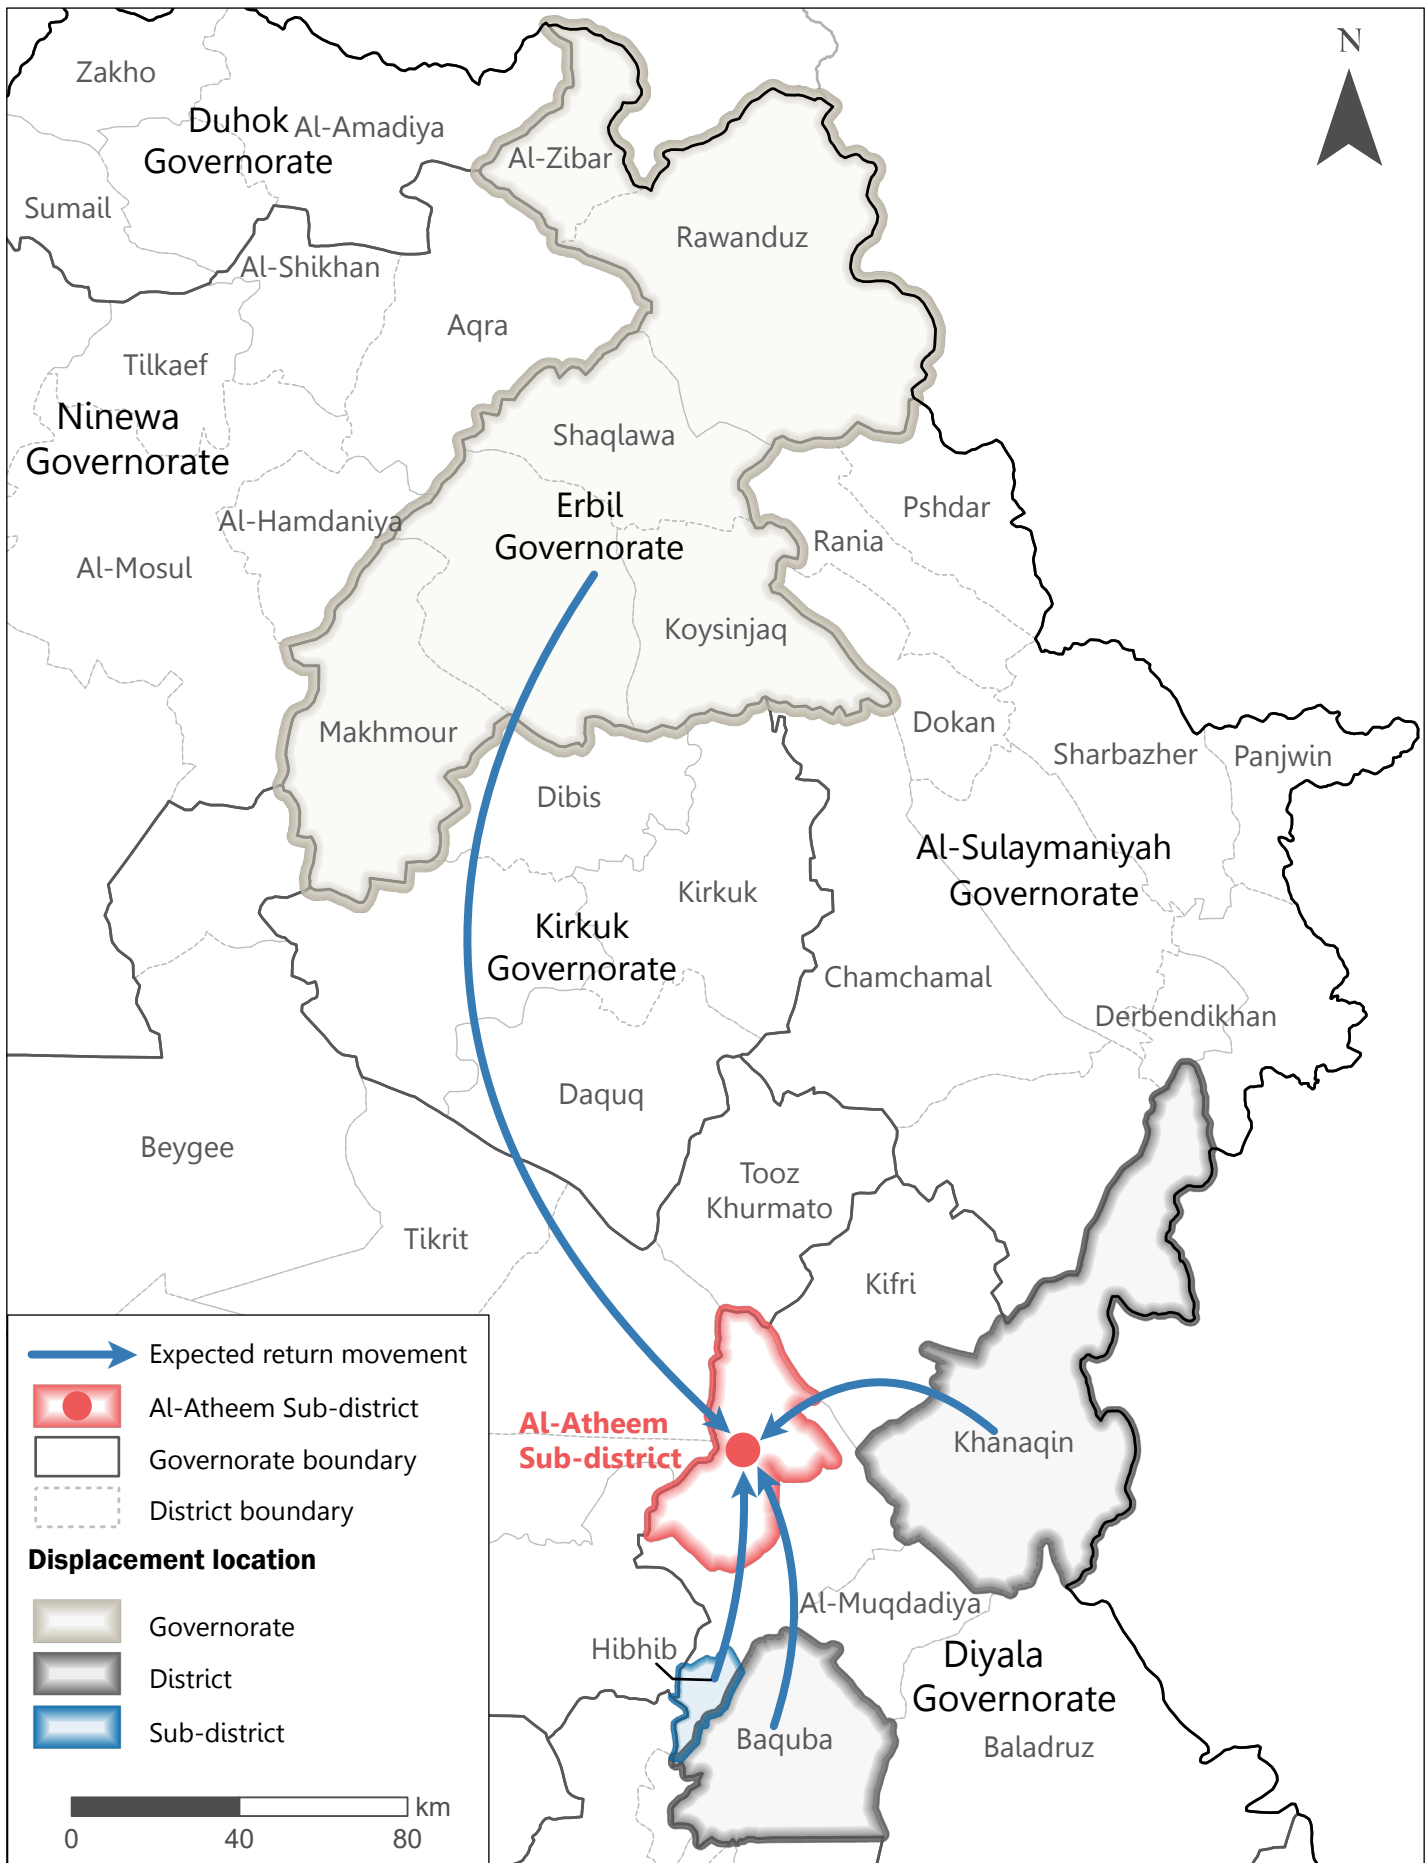 N
Zakho
Duhok
Governorate
Al-Amadiya
Al-Zibar
Sumail
Rawanduz
Al-Shikhan
Aqra
Tilkaef
Ninewa
Governorate
Shaqlawa
Erbil
Governorate
Pshdar
Al-Hamdaniya
Rania
Al-Mosul
Koysinjaq
Makhmour
Dokan
Sharbazher
Panjwin
Dibis
Al-Sulaymaniyah
Governorate
Kirkuk
Kirkuk
Governorate
Chamchamal
Derbendikhan
Daquq
Beygee
Tooz
Khurmato
Tikrit
Kifri
Al-Atheem
Sub-district
Khanaqin
Al-Muqdadiya
Hibhib
Diyala
Governorate
Baquba
Baladruz
Expected return movement
Al-Atheem Sub-district
Governorate boundary
District boundary
Displacement location
Governorate
District
Sub-district
km
0 40 80